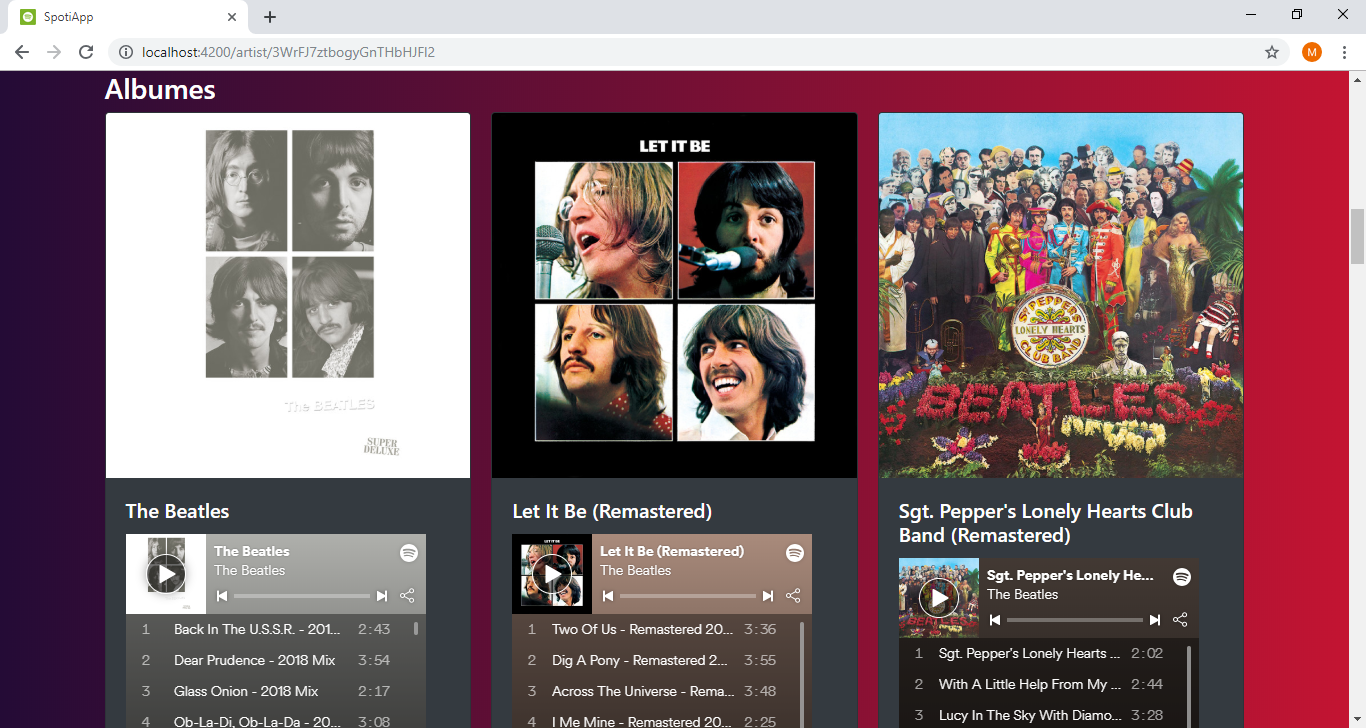 SpotiApp
localhost:4200/artist/3WrFJ7ztbogyGnTHbHJFl2
M
Albumes
The BEATLES
SUPER
DELUXE
LET IT BE
SGT. PEPPERS
LONELY HEARTS
CLUB BAND
BEATLES
The Beatles
The Beatles
The Beatles
1 Back In The U.S.S.R. - 201... 2:43
2 Dear Prudence - 2018 Mix 3:54
3 Glass Onion - 2018 Mix 2:17
4 Ob-La-Di, Ob-La-Da - 20... 3:08
Let It Be (Remastered)
LET IT BE
Let It Be (Remastered)
The Beatles
1 Two Of Us - Remastered 20... 3:36
2 Dig A Pony - Remastered 2... 3:55
3 Across The Universe - Rema... 3:48
4 I Me Mine - Remastered 20... 2:25
Sgt. Pepper's Lonely Hearts Club
Band (Remastered)
BEATLES
Sgt. Pepper's Lonely He...
The Beatles
1 Sgt. Pepper's Lonely Hearts ... 2:02
2 With A Little Help From My ... 2:44
3 Lucy In The Sky With Diamo... 3:28